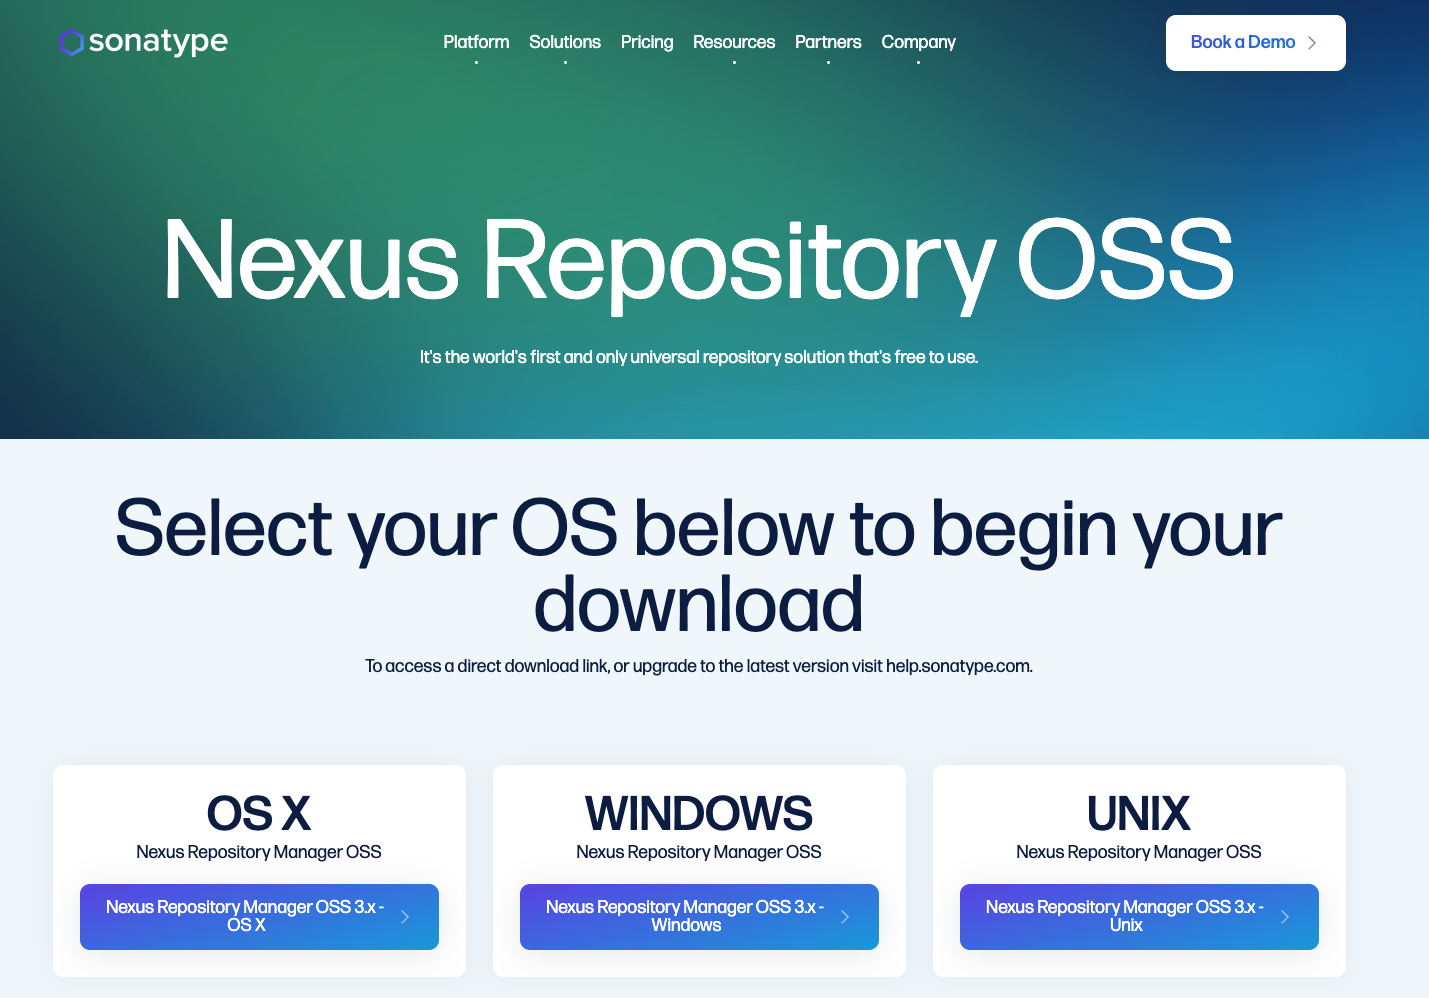 sonatype
Platform
Solutions
Pricing
Resources
Partners
Company
Book a Demo
Nexus Repository OSS
It's the world's first and only universal repository solution that's free to use.
Select your OS below to begin your
download
To access a direct download link, or upgrade to the latest version visit help.sonatype.com.
OS X
Nexus Repository Manager OSS
Nexus Repository Manager OSS 3.x -
OS X
WINDOWS
Nexus Repository Manager OSS
Nexus Repository Manager OSS 3.x -
Windows
UNIX
Nexus Repository Manager OSS
Nexus Repository Manager OSS 3.x -
Unix